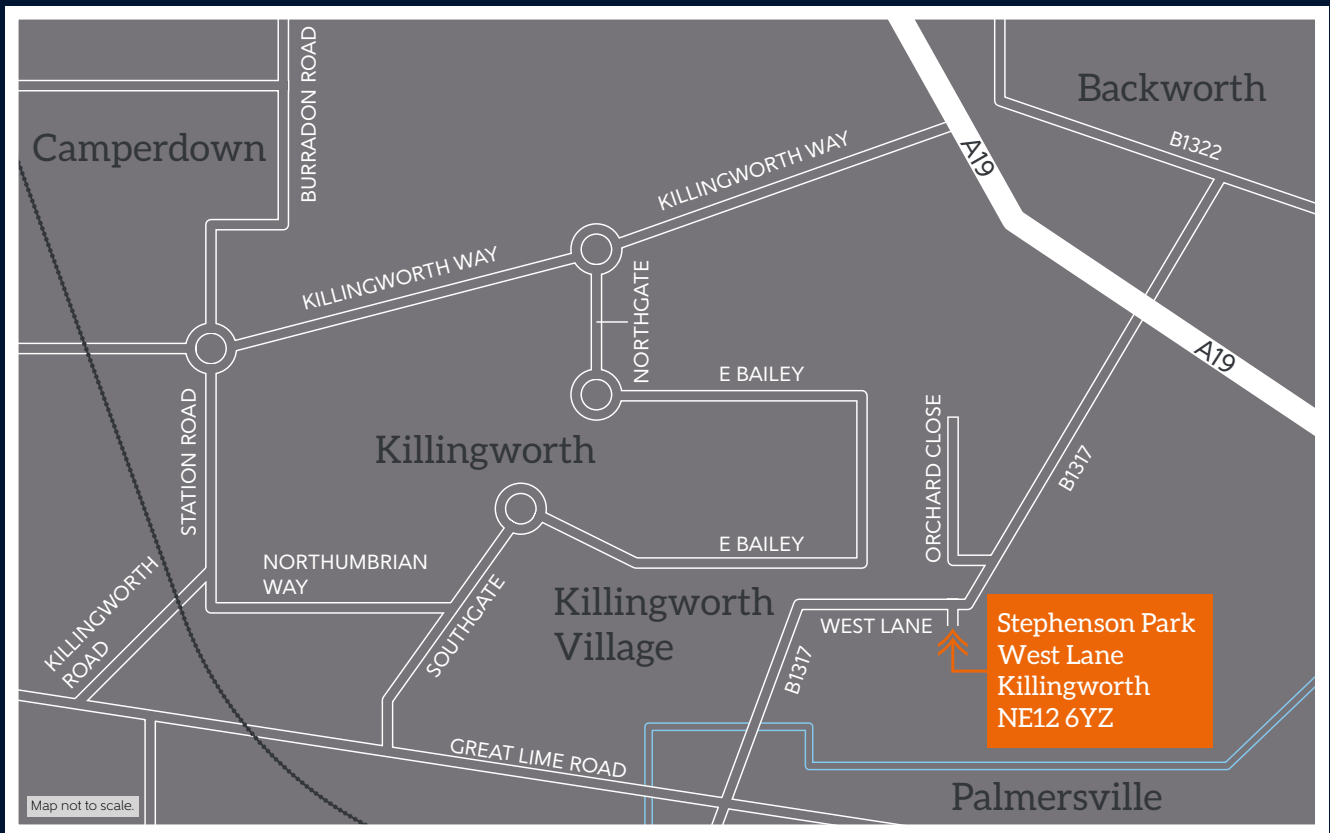 BURRADON ROAD
Camperdown
Backworth
B1322
KILLINGWORTH WAY
A19
KILLINGWORTH WAY
NORTHGATE
A19
E BAILEY
STATION ROAD
Killingworth
ORCHARD CLOSE
B1317
E BAILEY
NORTHUMBRIAN
WAY
KILLINGWORTH
ROAD
SOUTHGATE
Killingworth
Village
WEST LANE
B1317
Stephenson Park
West Lane
Killingworth
NE12 6YZ
GREAT LIME ROAD
Palmersville
Map not to scale.